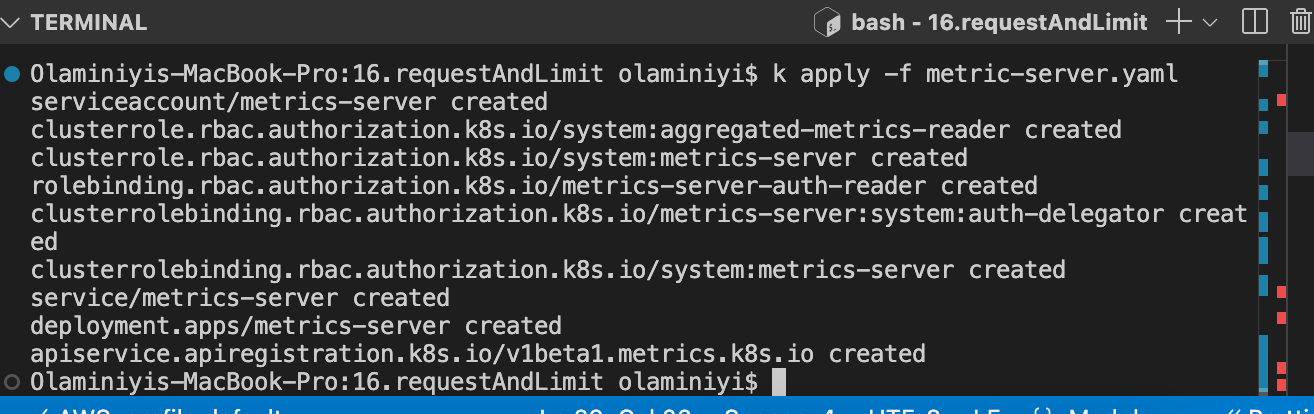 TERMINAL
bash - 16.requestAndLimit
Olaminiyis-MacBook-Pro:16.requestAndLimit olaminiyi$ k apply -f metric-server.yaml
serviceaccount/metrics-server created
clusterrole.rbac.authorization.k8s.io/system:aggregated-metrics-reader created
clusterrole.rbac.authorization.k8s.io/system:metrics-server created
rolebinding.rbac.authorization.k8s.io/metrics-server-auth-reader created
clusterrolebinding.rbac.authorization.k8s.io/metrics-server:system:auth-delegator creat
ed
clusterrolebinding.rbac.authorization.k8s.io/system:metrics-server created
service/metrics-server created
deployment.apps/metrics-server created
apiservice.apiregistration.k8s.io/v1beta1.metrics.k8s.io created
Olaminiyis-MacBook-Pro:16.requestAndLimit olaminiyi$